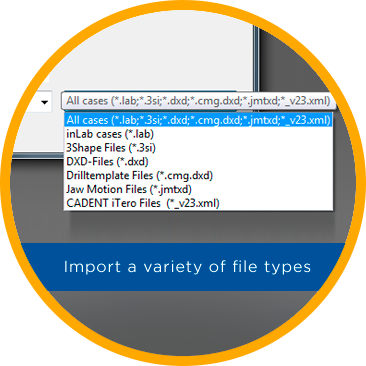 All cases (*.lab;*.3si;*.dxd;*.cmg.dxd;*.jmtxd;*_v23.xml)
All cases (*.lab;*.3si;*.dxd;*.cmg.dxd;*.jmtxd;*_v23.xml)
inLab cases (*.lab)
3Shape Files (*.3si)
DXD-Files (*.dxd)
Drilltemplate Files (*.cmg.dxd)
Jaw Motion Files (*.jmtxd)
CADENT iTero Files (*_v23.xml)
Import a variety of file types